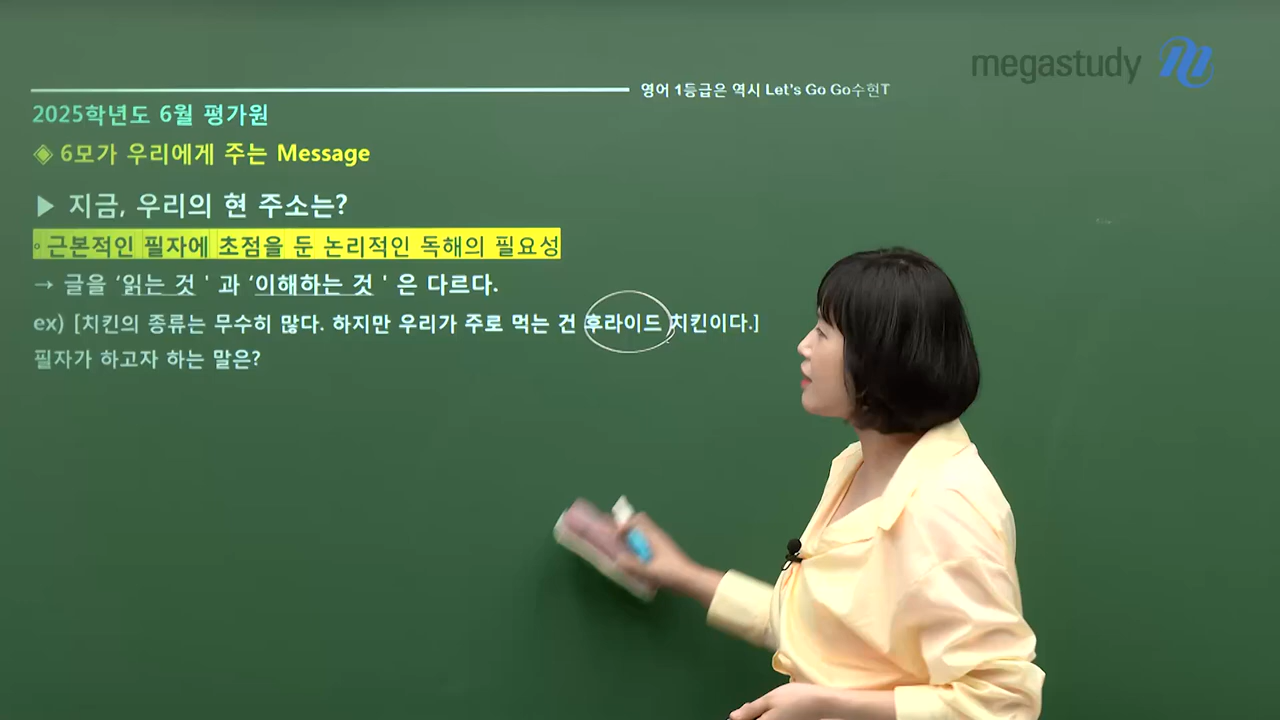 megastudy
영어 1등급은 역시 Let's Go Go수현T
2025학년도 6월 평가원
◈ 6모가 우리에게 주는 Message
▶ 지금, 우리의 현 주소는?
◦ 근본적인 필자에 초점을 둔 논리적인 독해의 필요성
→ 글을 ‘읽는 것 ' 과 ‘이해하는 것 ' 은 다르다.
ex) [치킨의 종류는 무수히 많다. 하지만 우리가 주로 먹는 건 후라이드 치킨이다.]
필자가 하고자 하는 말은?